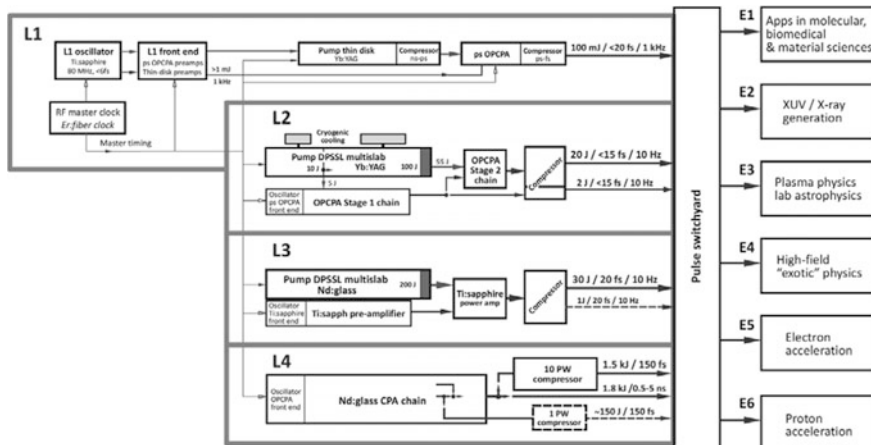 L1
L1 oscillator
Ti:sapphire
80 MHz, <6fs
L1 front end
ps OPCPA preamps
Thin disk preamps
Pump thin disk
Yb:YAG
Compressor
ns-ps
ps OPCPA
Compressor
ps-fs
100 mJ / <20 fs / 1 kHz
>1 mJ
1 kHz
RF master clock
Er:fiber clock
Master timing
L2
Cryogenic
cooling
Pump DPSSL multislab
Yb:YAG
10 J
100 J
55 J
5 J
Oscillator
ps OPCPA
front end
OPCPA Stage 1 chain
OPCPA
Stage 2
chain
Compressor
20 J / <15 fs / 10 Hz
2 J / <15 fs / 10 Hz
L3
Pump DPSSL multislab
Nd:glass
200 J
Oscillator
Ti:sapphire
front end
Ti:sapph pre-amplifier
Ti:sapphire
power amp
Compressor
30 J / 20 fs / 10 Hz
1J / 20 fs / 10 Hz
L4
Oscillator
OPCPA
front end
Nd:glass CPA chain
10 PW
compressor
1.5 kJ / 150 fs
1.8 kJ /0.5-5 ns
1 PW
compressor
~150 J / 150 fs
Pulse switchyard
E1
Apps in molecular,
biomedical
& material sciences
E2
XUV / X-ray
generation
E3
Plasma physics
lab astrophysics
E4
High-field
"exotic" physics
E5
Electron
acceleration
E6
Proton
acceleration